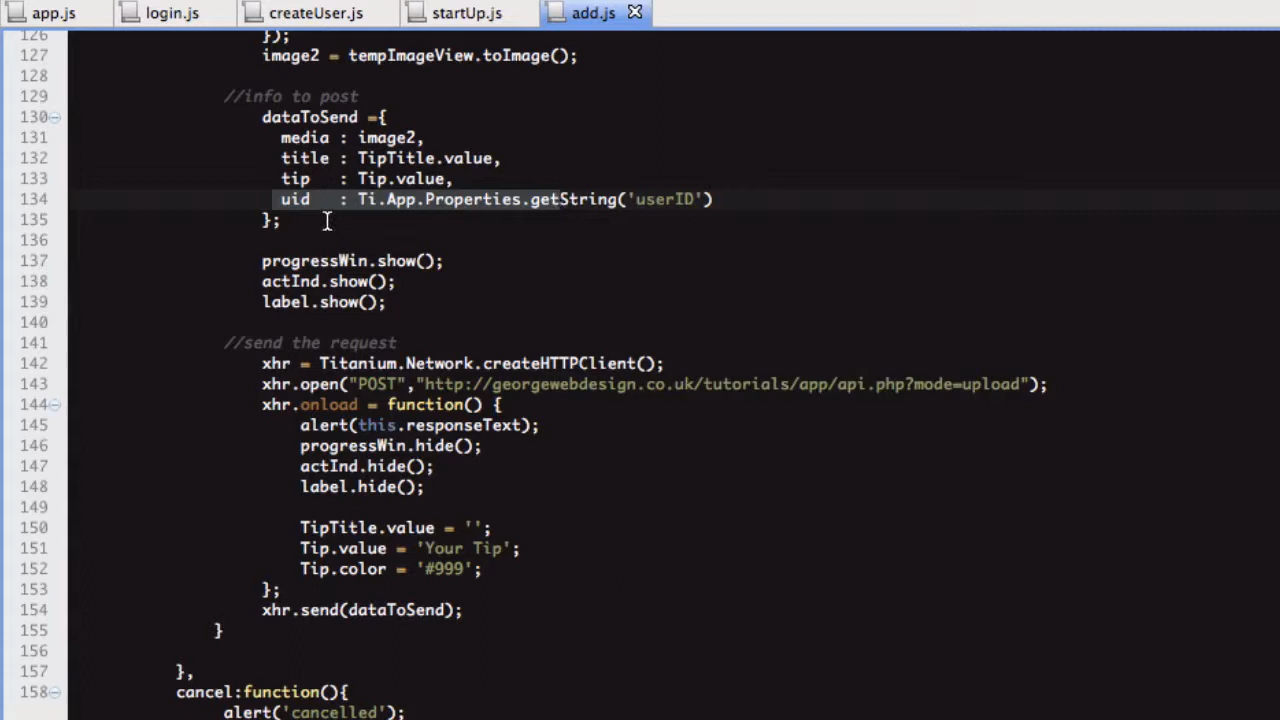 app.js login.js createUser.js startUp.js add.js
126 });
127 image2 = tempImageView.toImage();
128
129 //info to post
130 dataToSend ={
131 media : image2,
132 title : TipTitle.value,
133 tip : Tip.value,
134 uid : Ti.App.Properties.getString('userID')
135 };
136
137 progressWin.show();
138 actInd.show();
139 label.show();
140
141 //send the request
142 xhr = Titanium.Network.createHTTPClient();
143 xhr.open("POST","http://georgewebdesign.co.uk/tutorials/app/api.php?mode=upload");
144 xhr.onload = function() {
145 alert(this.responseText);
146 progressWin.hide();
147 actInd.hide();
148 label.hide();
149
150 TipTitle.value = '';
151 Tip.value = 'Your Tip';
152 Tip.color = '#999';
153 };
154 xhr.send(dataToSend);
155 }
156
157 },
158 cancel:function(){
alert('cancelled');